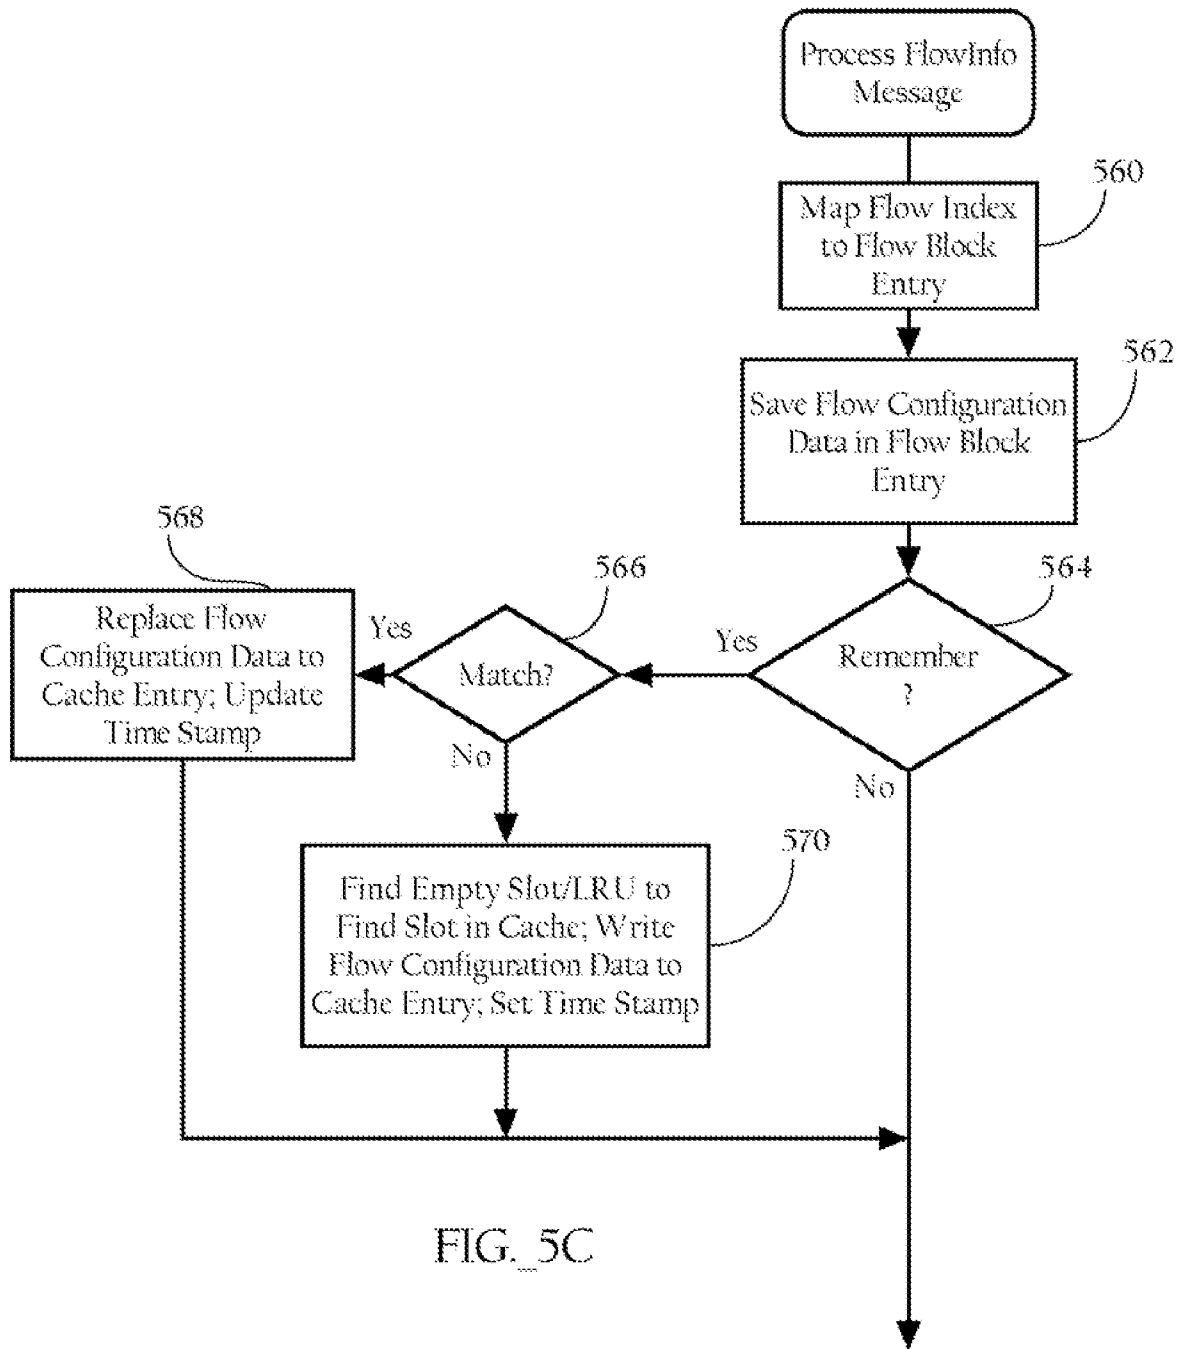 Process FlowInfo
Message
560
Map Flow Index
to Flow Block
Entry
562
Save Flow Configuration
Data in Flow Block
Entry
564
Remember
?
Yes
No
566
Match?
Yes
No
568
Replace Flow
Configuration Data to
Cache Entry; Update
Time Stamp
570
Find Empty Slot/LRU to
Find Slot in Cache; Write
Flow Configuration Data to
Cache Entry; Set Time Stamp
FIG._5C